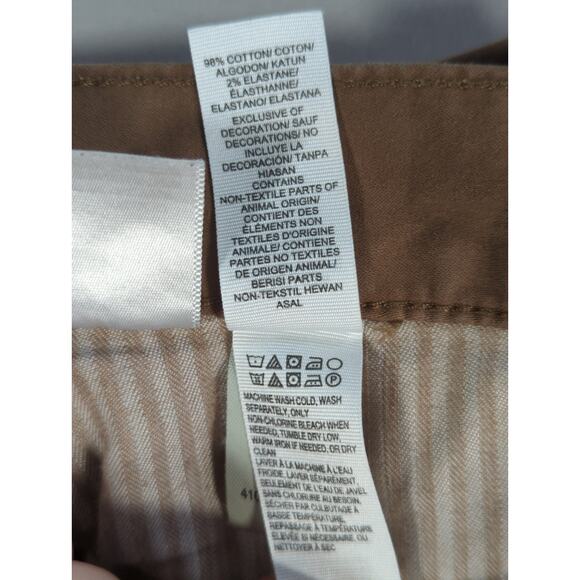 98% COTTON/ COTON/
ALGODON/ KATUN
2% ELASTANE/
ÉLASTHANNE/
ELASTANO/ ELASTANA
EXCLUSIVE OF
DECORATION/ SAUF
DECORATIONS/ NO
INCLUYE LA
DECORACIÓN/ TANPA
HIASAN
CONTAINS
NON-TEXTILE PARTS OF
ANIMAL ORIGIN/
CONTIENT DES
ÉLÉMENTS NON
TEXTILES D'ORIGINE
ANIMALE/ CONTIENE
PARTES NO TEXTILES
DE ORIGEN ANIMAL/
BERISI PARTS
NON-TEKSTIL HEWAN
ASAL
MACHINE WASH COLD, WASH
SEPARATELY, ONLY
NON-CHLORINE BLEACH WHEN
NEEDED, TUMBLE DRY LOW,
WARM IRON IF NEEDED, OR DRY
CLEAN
LAVER À LA MACHINE À L'EAU
FROIDE, LAVER SÉPARÉMENT,
SEULEMENT DE L'EAU DE JAVEL
SANS CHLORURE AU BESOIN,
SÉCHER PAR CULBUTAGE À
BASSE TEMPÉRATURE,
REPASSAGE À TEMPÉRATURE
ÉLEVÉE SI NÉCESSAIRE, OU
NETTOYER À SEC